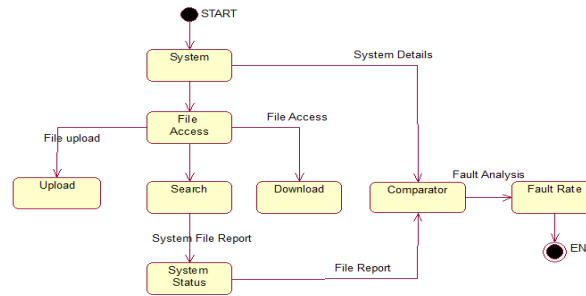 START
System
System Details
File
Access
File Access
File upload
Upload
Search
Download
Comparator
Fault Analysis
Fault Rate
System File Report
System
Status
File Report
EN